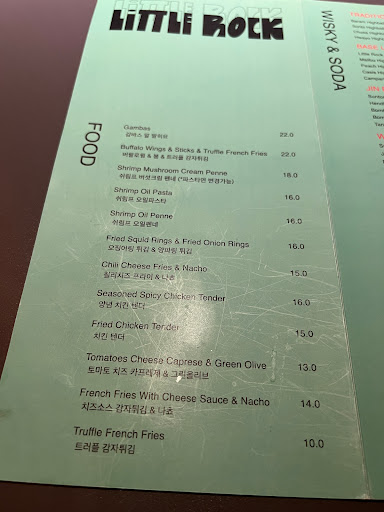 LiTTLE ROCK
FOOD
Gambas 22.0
감바스 알 알히요
Buffalo Wings & Sticks & Truffle French Fries 22.0
버팔로윙 & 봉 & 트러플 감자튀김
Shrimp Mushroom Cream Penne 18.0
쉬림프 버섯크림 펜네 (*파스타면 변경가능)
Shrimp Oil Pasta 16.0
쉬림프 오일파스타
Shrimp Oil Penne 16.0
쉬림프 오일펜네
Fried Squid Rings & Fried Onion Rings 16.0
오징어링 튀김 & 양파링 튀김
Chili Cheese Fries & Nacho 15.0
칠리치즈 프라이 & 나쵸
Seasoned Spicy Chicken Tender 16.0
양념 치킨 텐더
Fried Chicken Tender 15.0
치킨 텐더
Tomatoes Cheese Caprese & Green Olive 13.0
토마토 치즈 카프레제 & 그린올리브
French Fries With Cheese Sauce & Nacho 14.0
치즈소스 감자튀김 & 나쵸
Truffle French Fries 10.0
트러플 감자튀김
WISKY & SODA